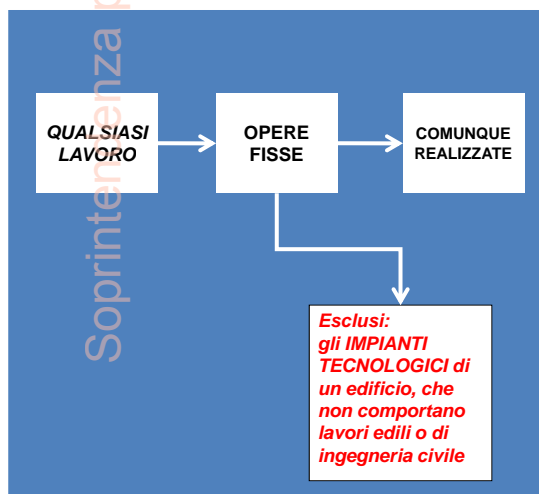 Soprintendenza p
QUALSIASI
LAVORO
OPERE
FISSE
COMUNQUE
REALIZZATE
Esclusi:
gli IMPIANTI
TECNOLOGICI di
un edificio, che
non comportano
lavori edili o di
ingegneria civile